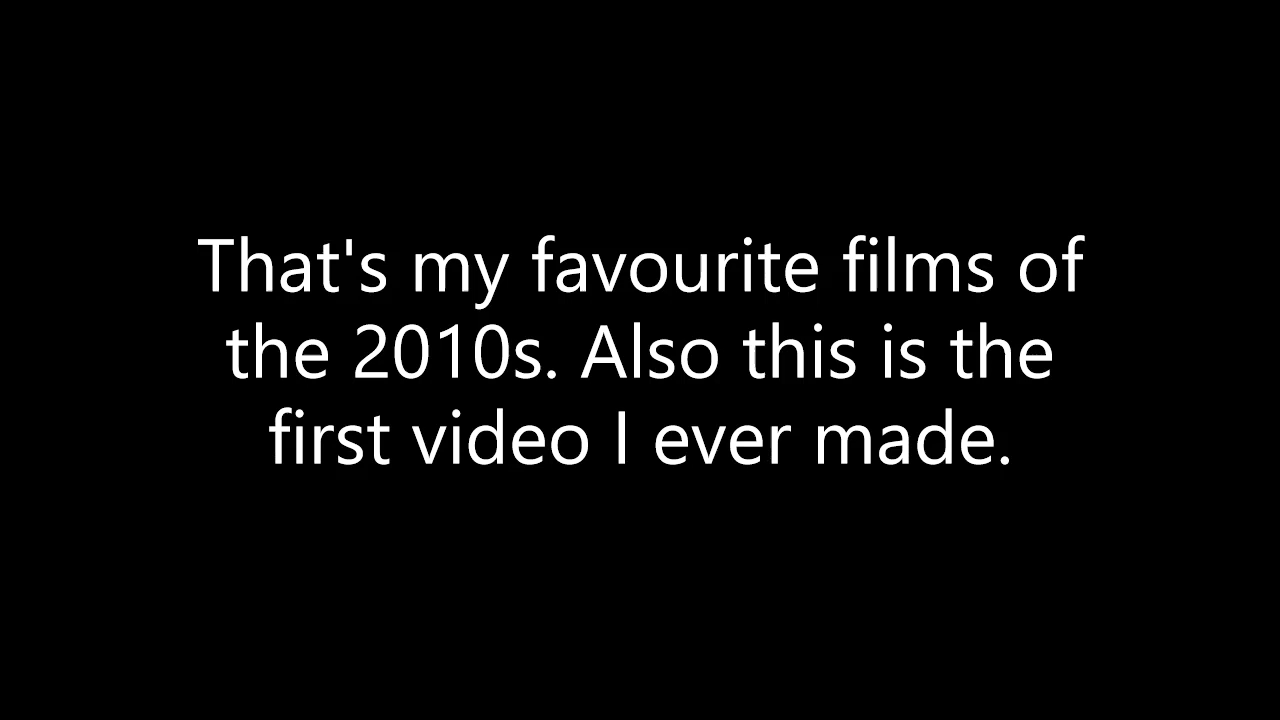 That's my favourite films of
the 2010s. Also this is the
first video I ever made.